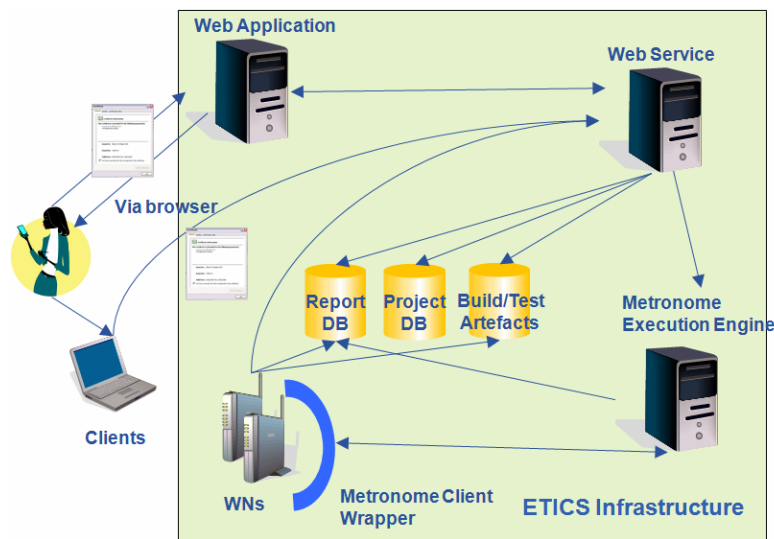 Web Application
Web Service
Via browser
Report
DB
Project
DB
Build/Test
Artefacts
Metronome
Execution Engine
Clients
WNs
Metronome Client
Wrapper
ETICS Infrastructure